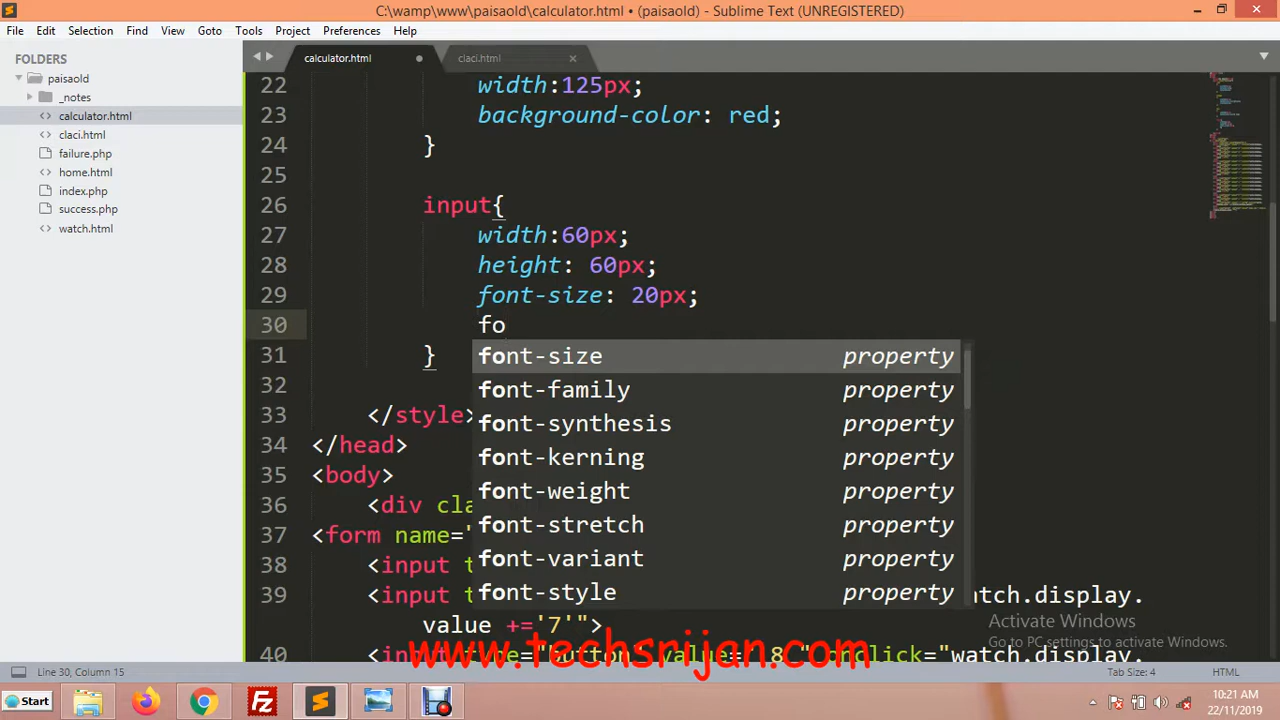 C:\wamp\www\paisaold\calculator.html • (paisaold) - Sublime Text (UNREGISTERED)
File Edit Selection Find View Goto Tools Project Preferences Help
FOLDERS
paisaold
_notes
calculator.html
claci.html
failure.php
home.html
index.php
success.php
watch.html
calculator.html
claci.html
22 width:125px;
23 background-color: red;
24 }
25
26 input{
27 width:60px;
28 height: 60px;
29 font-size: 20px;
30 fo
31 }
32
33 </style>
34 </head>
35 <body>
36 <div cla
37 <form name="
38 <input t
39 <input t
atch.display.
value +='7'">
40 <input type="button" value=" 8 " onclick="watch.display.
font-size property
font-family property
font-synthesis property
font-kerning property
font-weight property
font-stretch property
font-variant property
font-style property
Activate Windows
Go to PC settings to activate Windows.
www.techsrijan.com
Line 30, Column 15
Tab Size: 4
HTML
Start
10:21 AM
22/11/2019